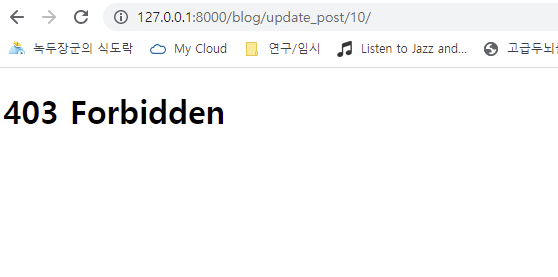 127.0.0.1:8000/blog/update_post/10/
녹두장군의 식도락 My Cloud 연구/임시 Listen to Jazz and... 고급두뇌
403 Forbidden